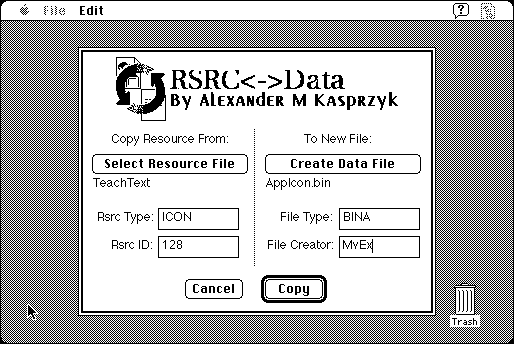 File Edit
RSRC<->Data
By Alexander M Kasprzyk
Copy Resource From:
Select Resource File
TeachText
Rsrc Type: ICON
Rsrc ID: 128
To New File:
Create Data File
AppIcon.bin
File Type: BINA
File Creator: MvEx
Cancel Copy
Trash